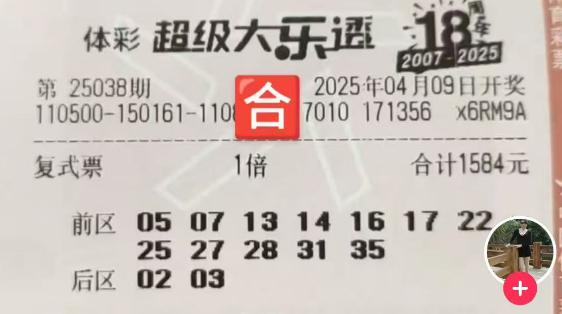 体彩 超级大乐透 18周年
2007-2025
第 25038期 2025年04月09日开奖
110500-150161-110 合 7010 171356 x6RM9A
复式票 1倍 合计1584元
前区 05 07 13 14 16 17 22
25 27 28 31 35
后区 02 03